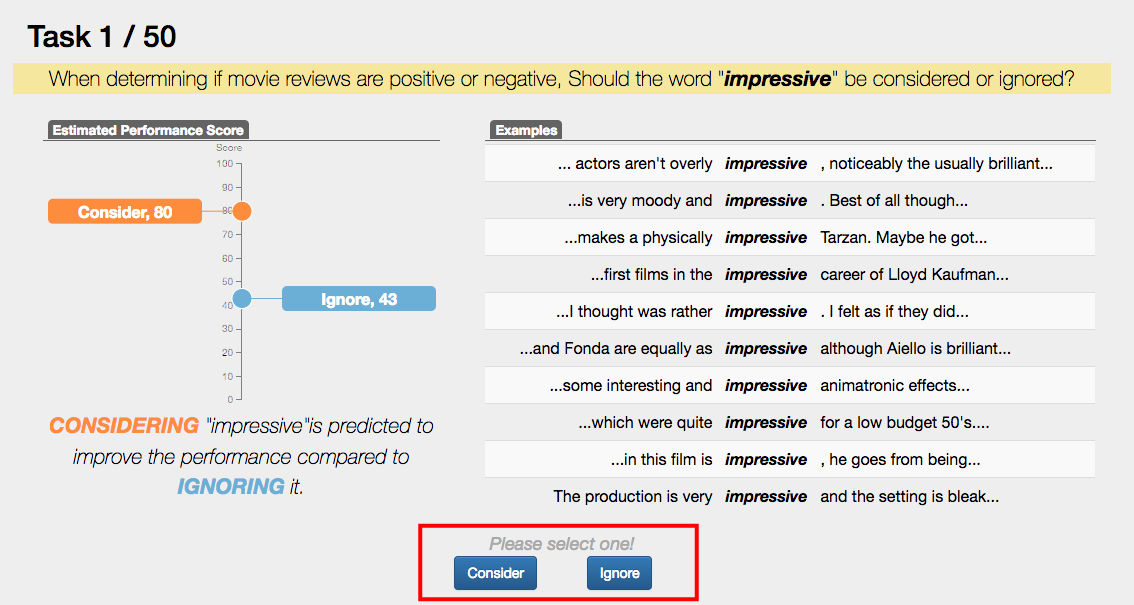 Task 1 / 50
When determining if movie reviews are positive or negative, Should the word "impressive" be considered or ignored?
Estimated Performance Score
Score
100
90
80
70
60
50
40
30
20
10
0
Consider, 80
Ignore, 43
CONSIDERING "impressive"is predicted to
improve the performance compared to
IGNORING it.
Examples
... actors aren't overly impressive , noticeably the usually brilliant...
...is very moody and impressive . Best of all though...
...makes a physically impressive Tarzan. Maybe he got...
...first films in the impressive career of Lloyd Kaufman...
...I thought was rather impressive . I felt as if they did...
...and Fonda are equally as impressive although Aiello is brilliant...
...some interesting and impressive animatronic effects...
...which were quite impressive for a low budget 50's....
...in this film is impressive , he goes from being...
The production is very impressive and the setting is bleak...
Please select one!
Consider Ignore